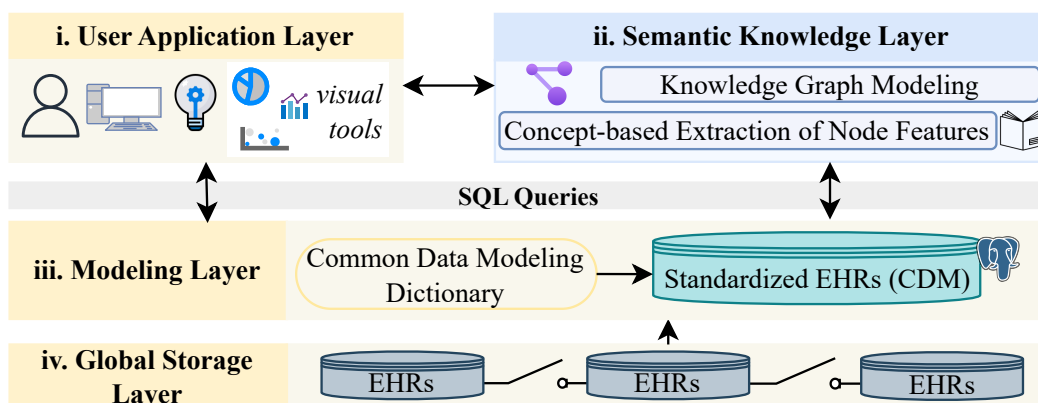 i. User Application Layer
visual
tools
ii. Semantic Knowledge Layer
Knowledge Graph Modeling
Concept-based Extraction of Node Features
SQL Queries
iii. Modeling Layer
Common Data Modeling
Dictionary
Standardized EHRs (CDM)
iv. Global Storage
Layer
EHRs
EHRs
EHRs